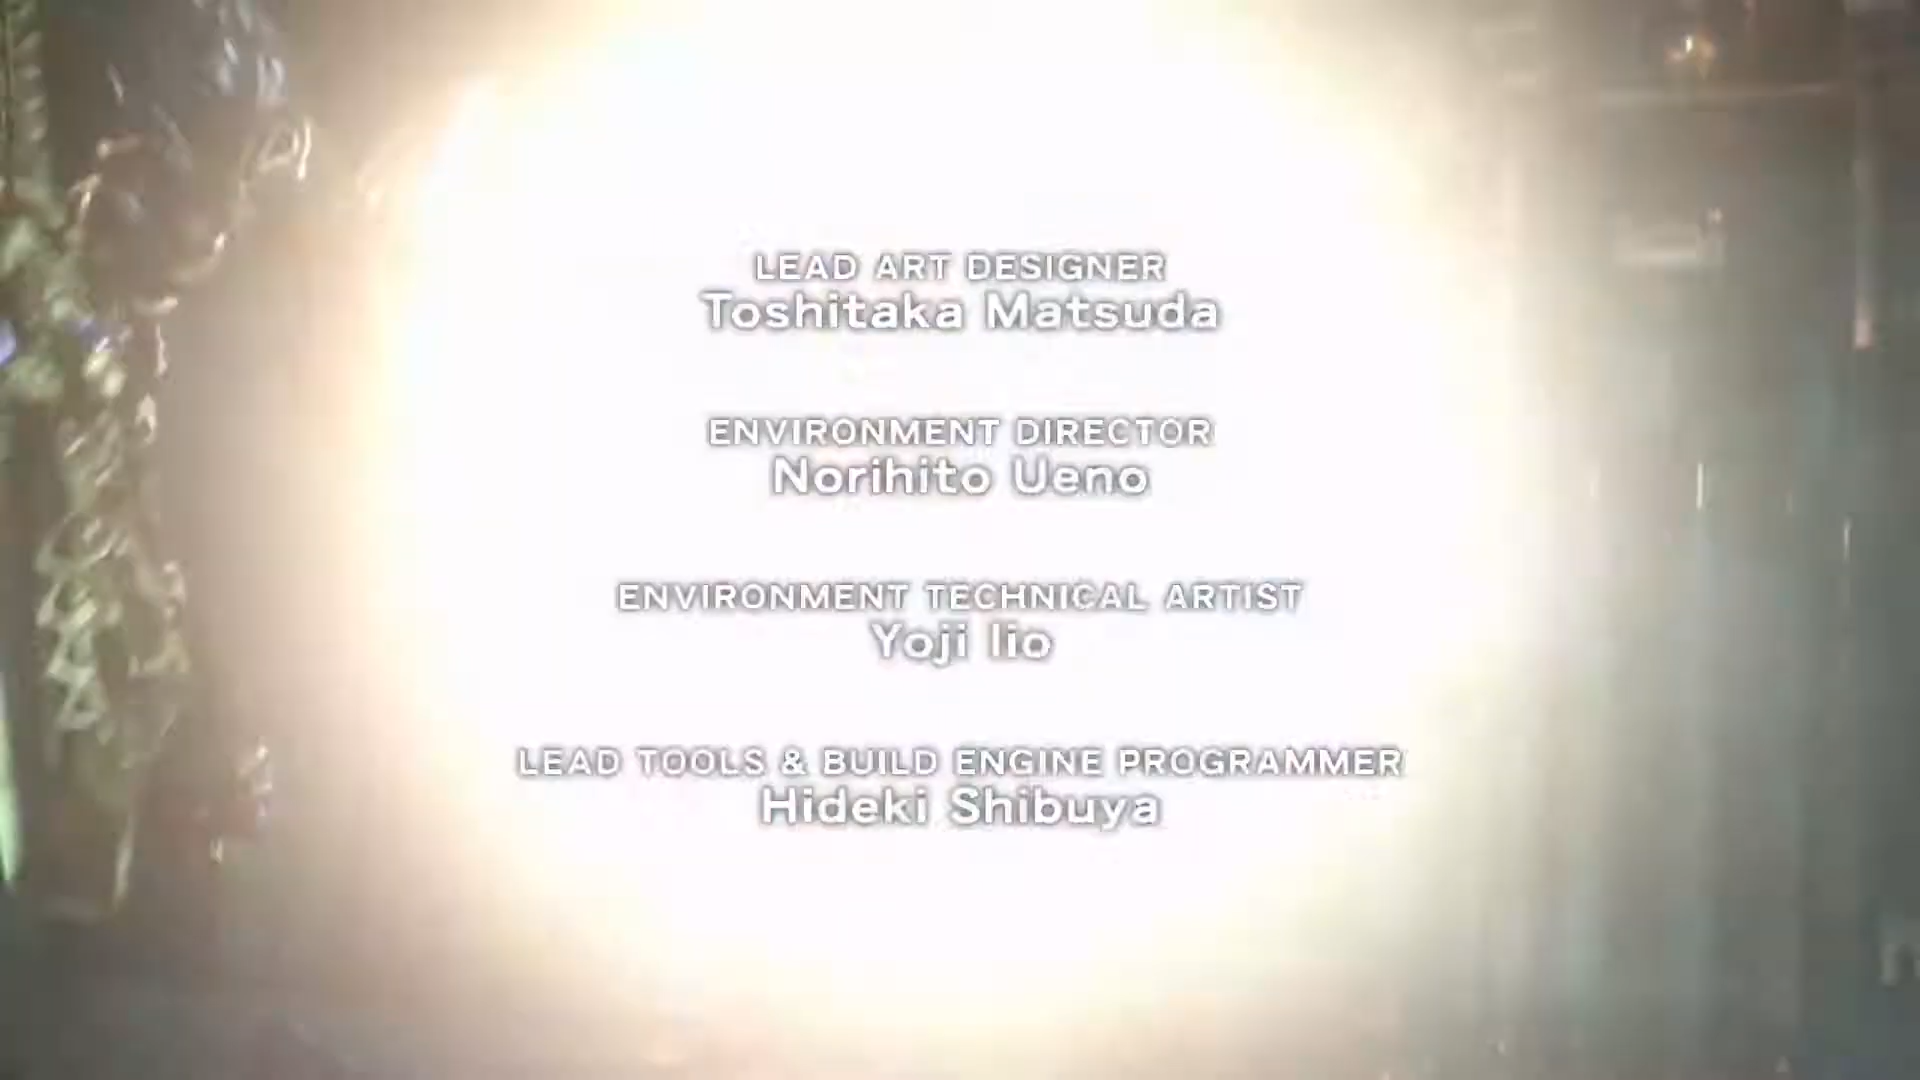 LEAD ART DESIGNER
Toshitaka Matsuda
ENVIRONMENT DIRECTOR
Norihito Ueno
ENVIRONMENT TECHNICAL ARTIST
Yoji Iio
LEAD TOOLS & BUILD ENGINE PROGRAMMER
Hideki Shibuya